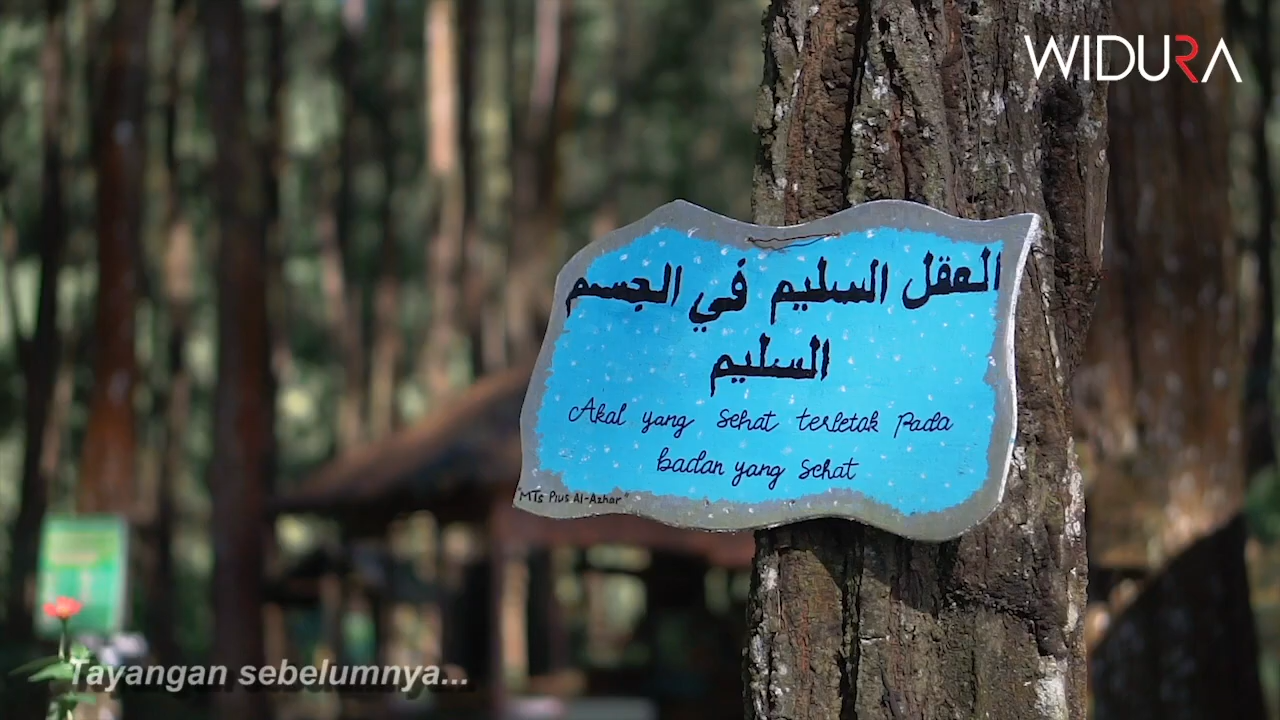 WIDURA
العقل السليم في الجسم
السليم
Akal yang sehat terletak pada
badan yang sehat
"MTs Plus Al-Azhar"
Tayangan sebelumnya...